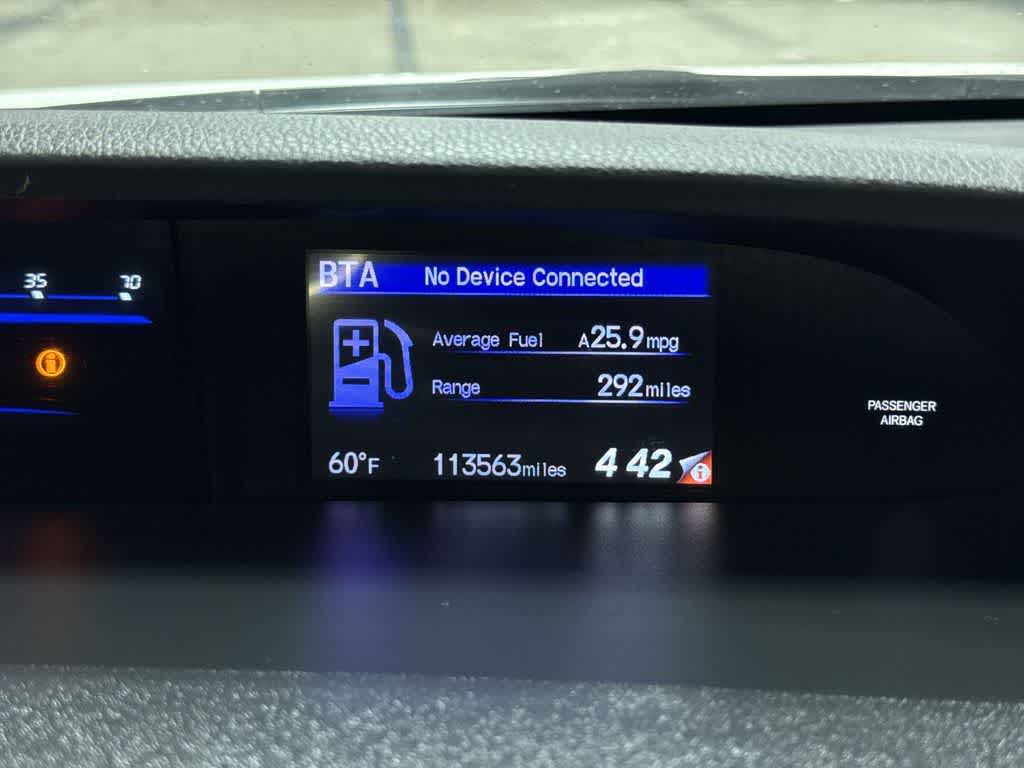 35 70
BTA No Device Connected
Average Fuel A25.9mpg
Range 292miles
60°F 113563miles 4 42
PASSENGER
AIRBAG